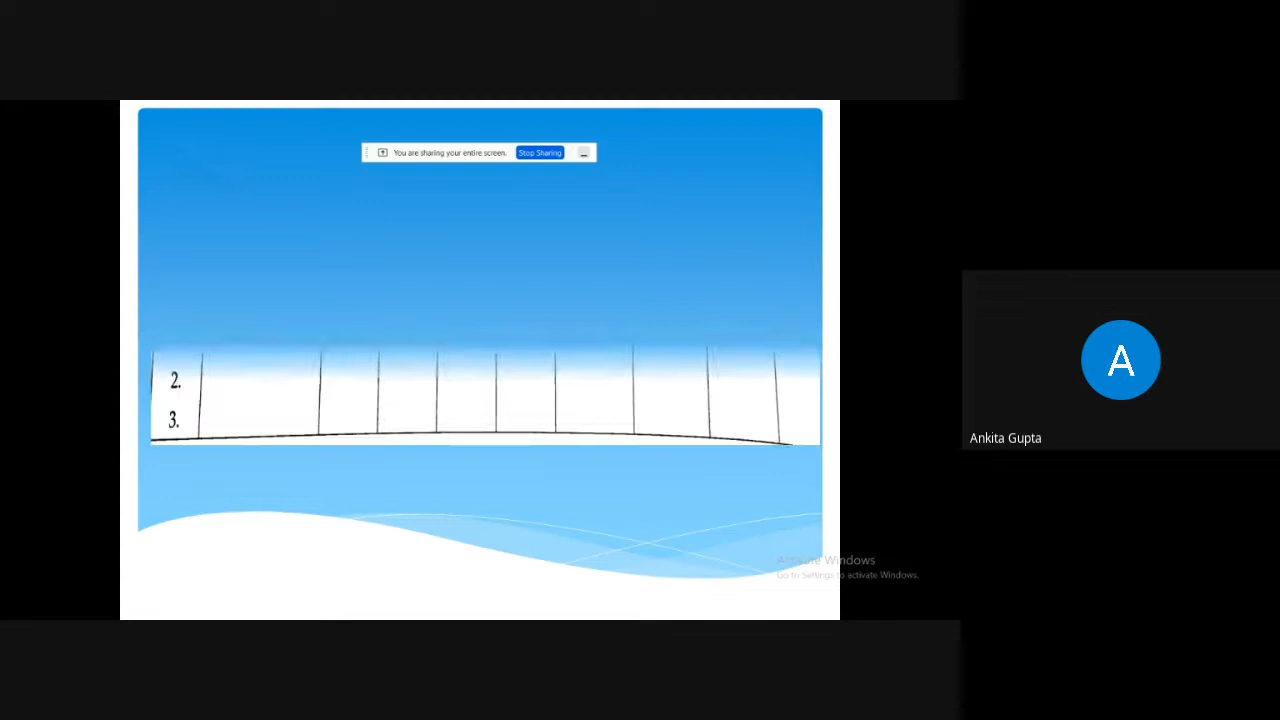 You are sharing your entire screen. Stop Sharing
2.
3.
A
Ankita Gupta
Activate Windows
Go to Settings to activate Windows.